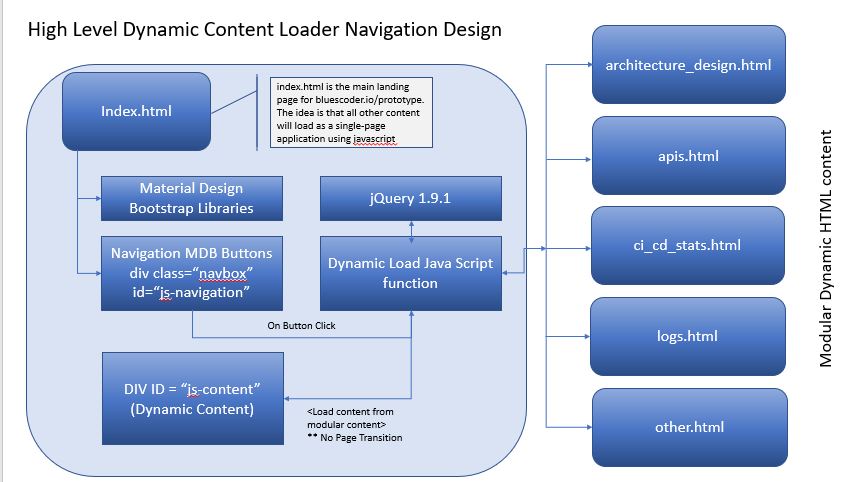 High Level Dynamic Content Loader Navigation Design
Index.html
index.html is the main landing
page for bluescoder.io/prototype.
The idea is that all other content
will load as a single-page
application using javascript
Material Design
Bootstrap Libraries
jQuery 1.9.1
Navigation MDB Buttons
div class=“navbox”
id=“js-navigation”
Dynamic Load Java Script
function
On Button Click
DIV ID = “js-content”
(Dynamic Content)
<Load content from
modular content>
** No Page Transition
architecture_design.html
apis.html
ci_cd_stats.html
logs.html
other.html
Modular Dynamic HTML content